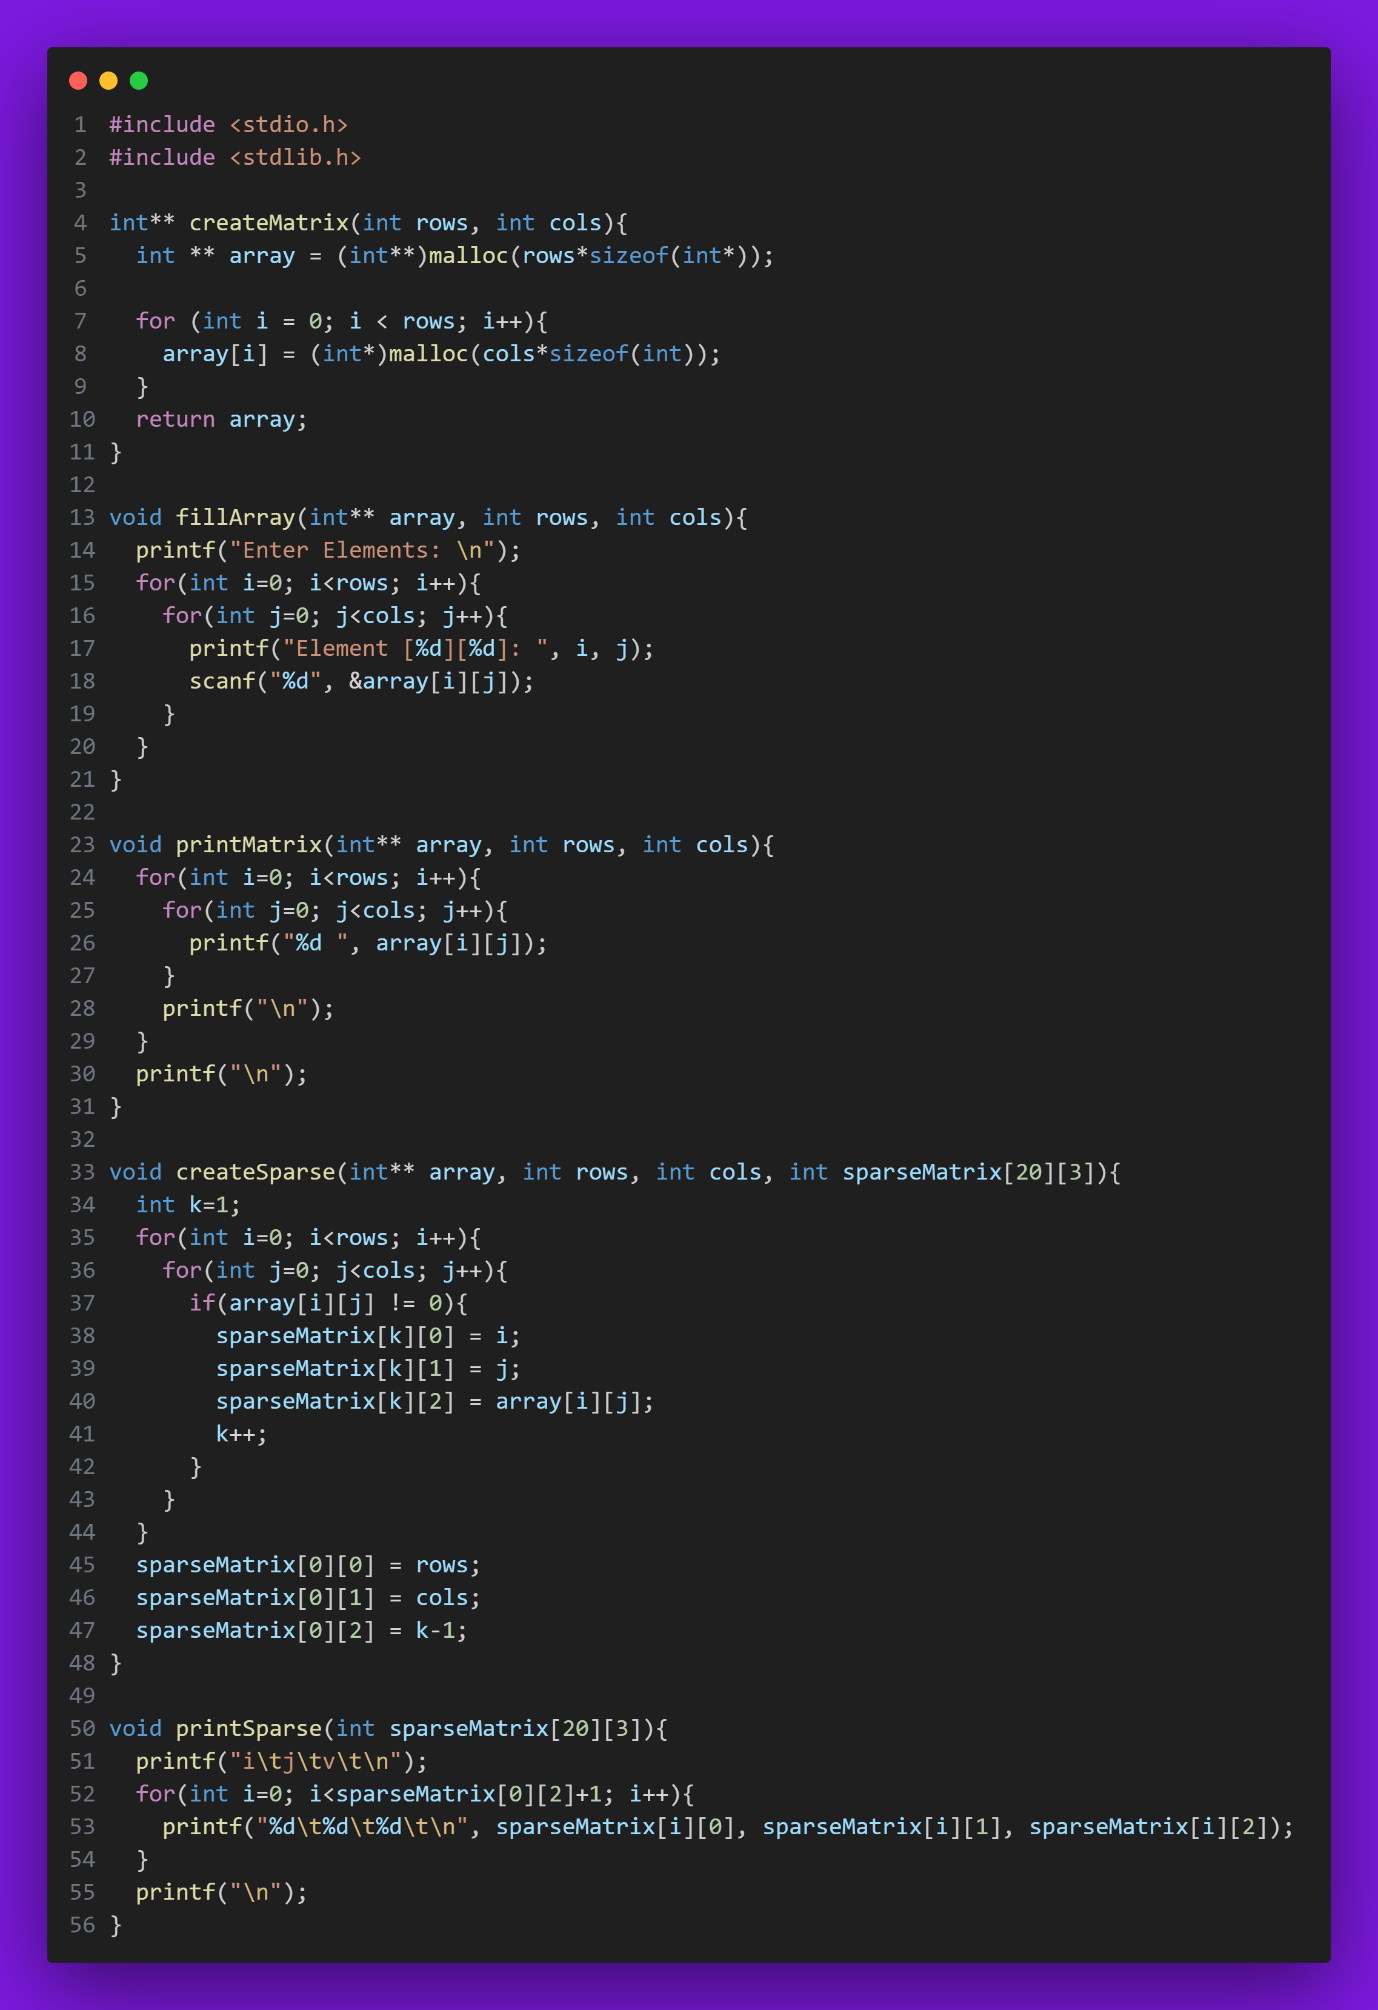 1 #include <stdio.h>
2 #include <stdlib.h>
3
4 int** createMatrix(int rows, int cols){
5   int ** array = (int**)malloc(rows*sizeof(int*));
6
7   for (int i = 0; i < rows; i++){
8     array[i] = (int*)malloc(cols*sizeof(int));
9   }
10   return array;
11 }
12
13 void fillArray(int** array, int rows, int cols){
14   printf("Enter Elements: \n");
15   for(int i=0; i<rows; i++){
16     for(int j=0; j<cols; j++){
17       printf("Element [%d][%d]: ", i, j);
18       scanf("%d", &array[i][j]);
19     }
20   }
21 }
22
23 void printMatrix(int** array, int rows, int cols){
24   for(int i=0; i<rows; i++){
25     for(int j=0; j<cols; j++){
26       printf("%d ", array[i][j]);
27     }
28     printf("\n");
29   }
30   printf("\n");
31 }
32
33 void createSparse(int** array, int rows, int cols, int sparseMatrix[20][3]){
34   int k=1;
35   for(int i=0; i<rows; i++){
36     for(int j=0; j<cols; j++){
37       if(array[i][j] != 0){
38         sparseMatrix[k][0] = i;
39         sparseMatrix[k][1] = j;
40         sparseMatrix[k][2] = array[i][j];
41         k++;
42       }
43     }
44   }
45   sparseMatrix[0][0] = rows;
46   sparseMatrix[0][1] = cols;
47   sparseMatrix[0][2] = k-1;
48 }
49
50 void printSparse(int sparseMatrix[20][3]){
51   printf("i\tj\tv\t\n");
52   for(int i=0; i<sparseMatrix[0][2]+1; i++){
53     printf("%d\t%d\t%d\t\n", sparseMatrix[i][0], sparseMatrix[i][1], sparseMatrix[i][2]);
54   }
55   printf("\n");
56 }